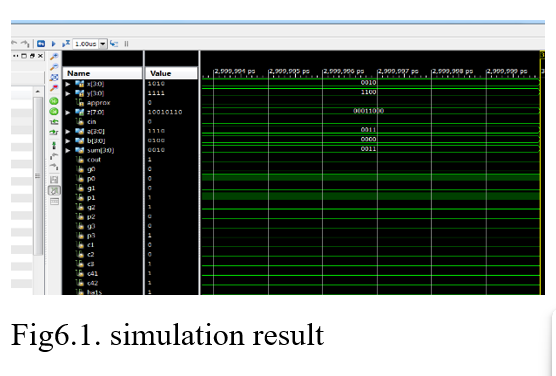 1.00us
Name Value
2,999,994 ps 2,999,995 ps 2,999,996 ps 2,999,997 ps 2,999,998 ps 2,999,999 ps
x[3:0] 1010 0010
y[3:0] 1111 1100
approx 0
z[7:0] 10010110 00011000
cin 0
a[3:0] 1110 0011
b[3:0] 0100 0000
sum[3:0] 0010 0011
cout 1
g0 0
p0 0
g1 0
p1 1
g2 1
p2 0
g3 0
p3 1
c1 0
c2 0
c3 1
c41 1
c42 1
Fig6.1. simulation result